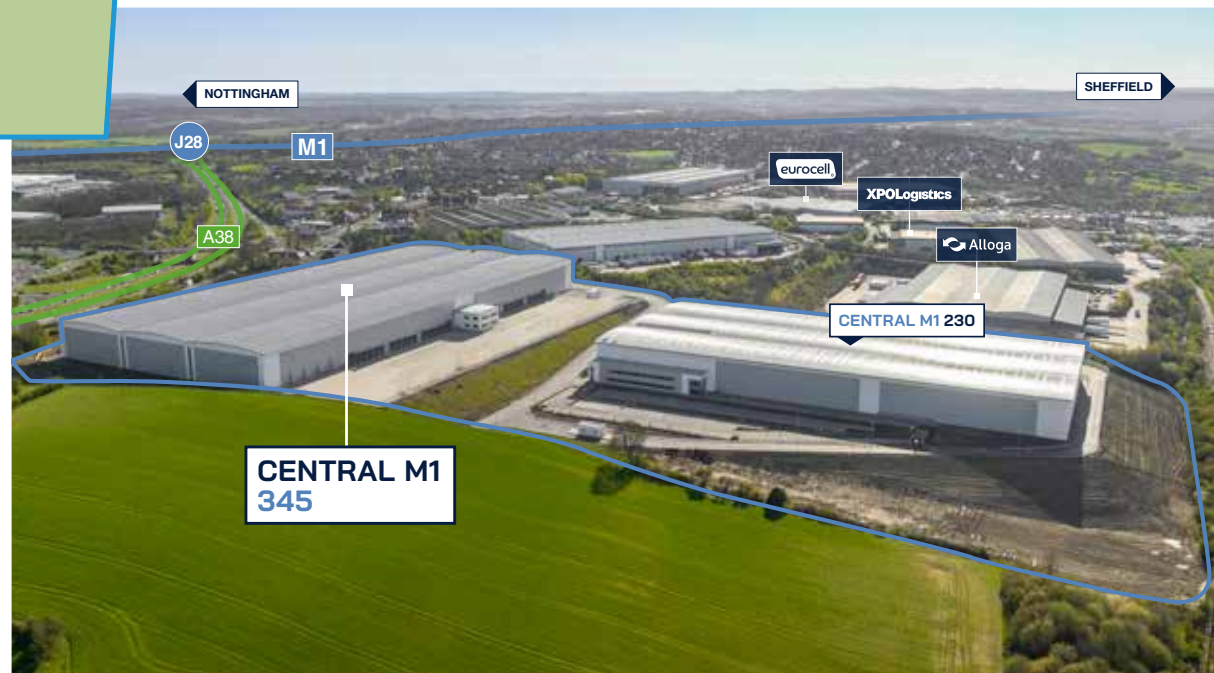 NOTTINGHAM
SHEFFIELD
J28
M1
eurocell
XPOLogistics
A38
Alloga
CENTRAL M1 230
CENTRAL M1
345